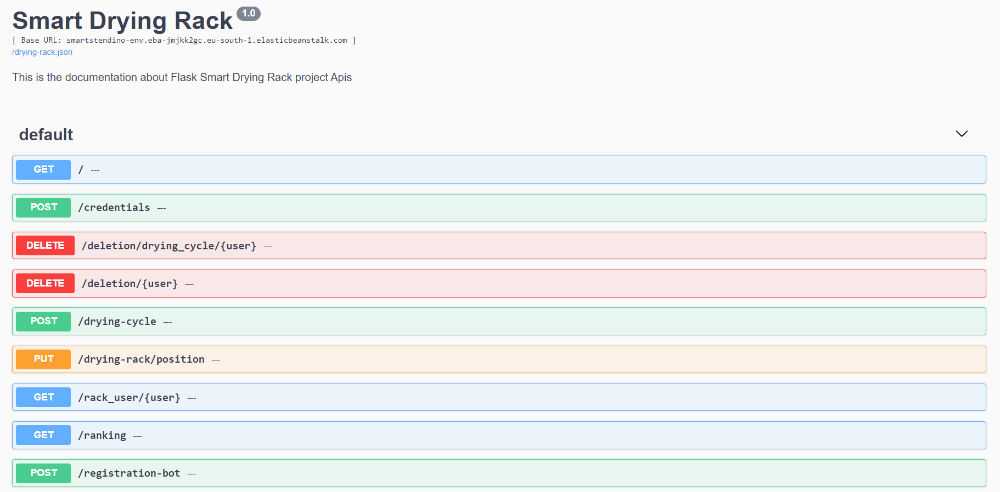 Smart Drying Rack 1.0
[ Base URL: smartstendino-env.eba-jmjkk2gc.eu-south-1.elasticbeanstalk.com ]
/drying-rack.json
This is the documentation about Flask Smart Drying Rack project Apis
default
GET / ---
POST /credentials ---
DELETE /deletion/drying_cycle/{user} ---
DELETE /deletion/{user} ---
POST /drying-cycle ---
PUT /drying-rack/position ---
GET /rack_user/{user} ---
GET /ranking ---
POST /registration-bot ---